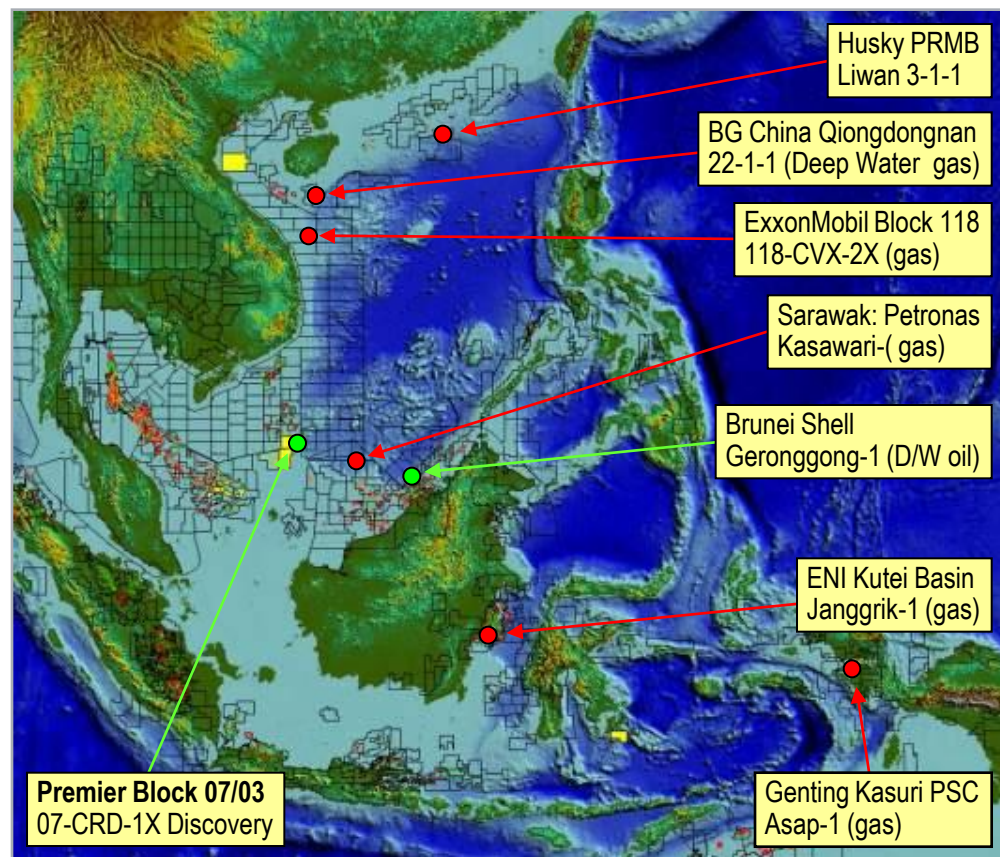 Husky PRMB
Liwan 3-1-1
BG China Qiongdongnan
22-1-1 (Deep Water gas)
ExxonMobil Block 118
118-CVX-2X (gas)
Sarawak: Petronas
Kasawari-( gas)
Brunei Shell
Geronggong-1 (D/W oil)
ENI Kutei Basin
Janggrik-1 (gas)
Premier Block 07/03
07-CRD-1X Discovery
Genting Kasuri PSC
Asap-1 (gas)